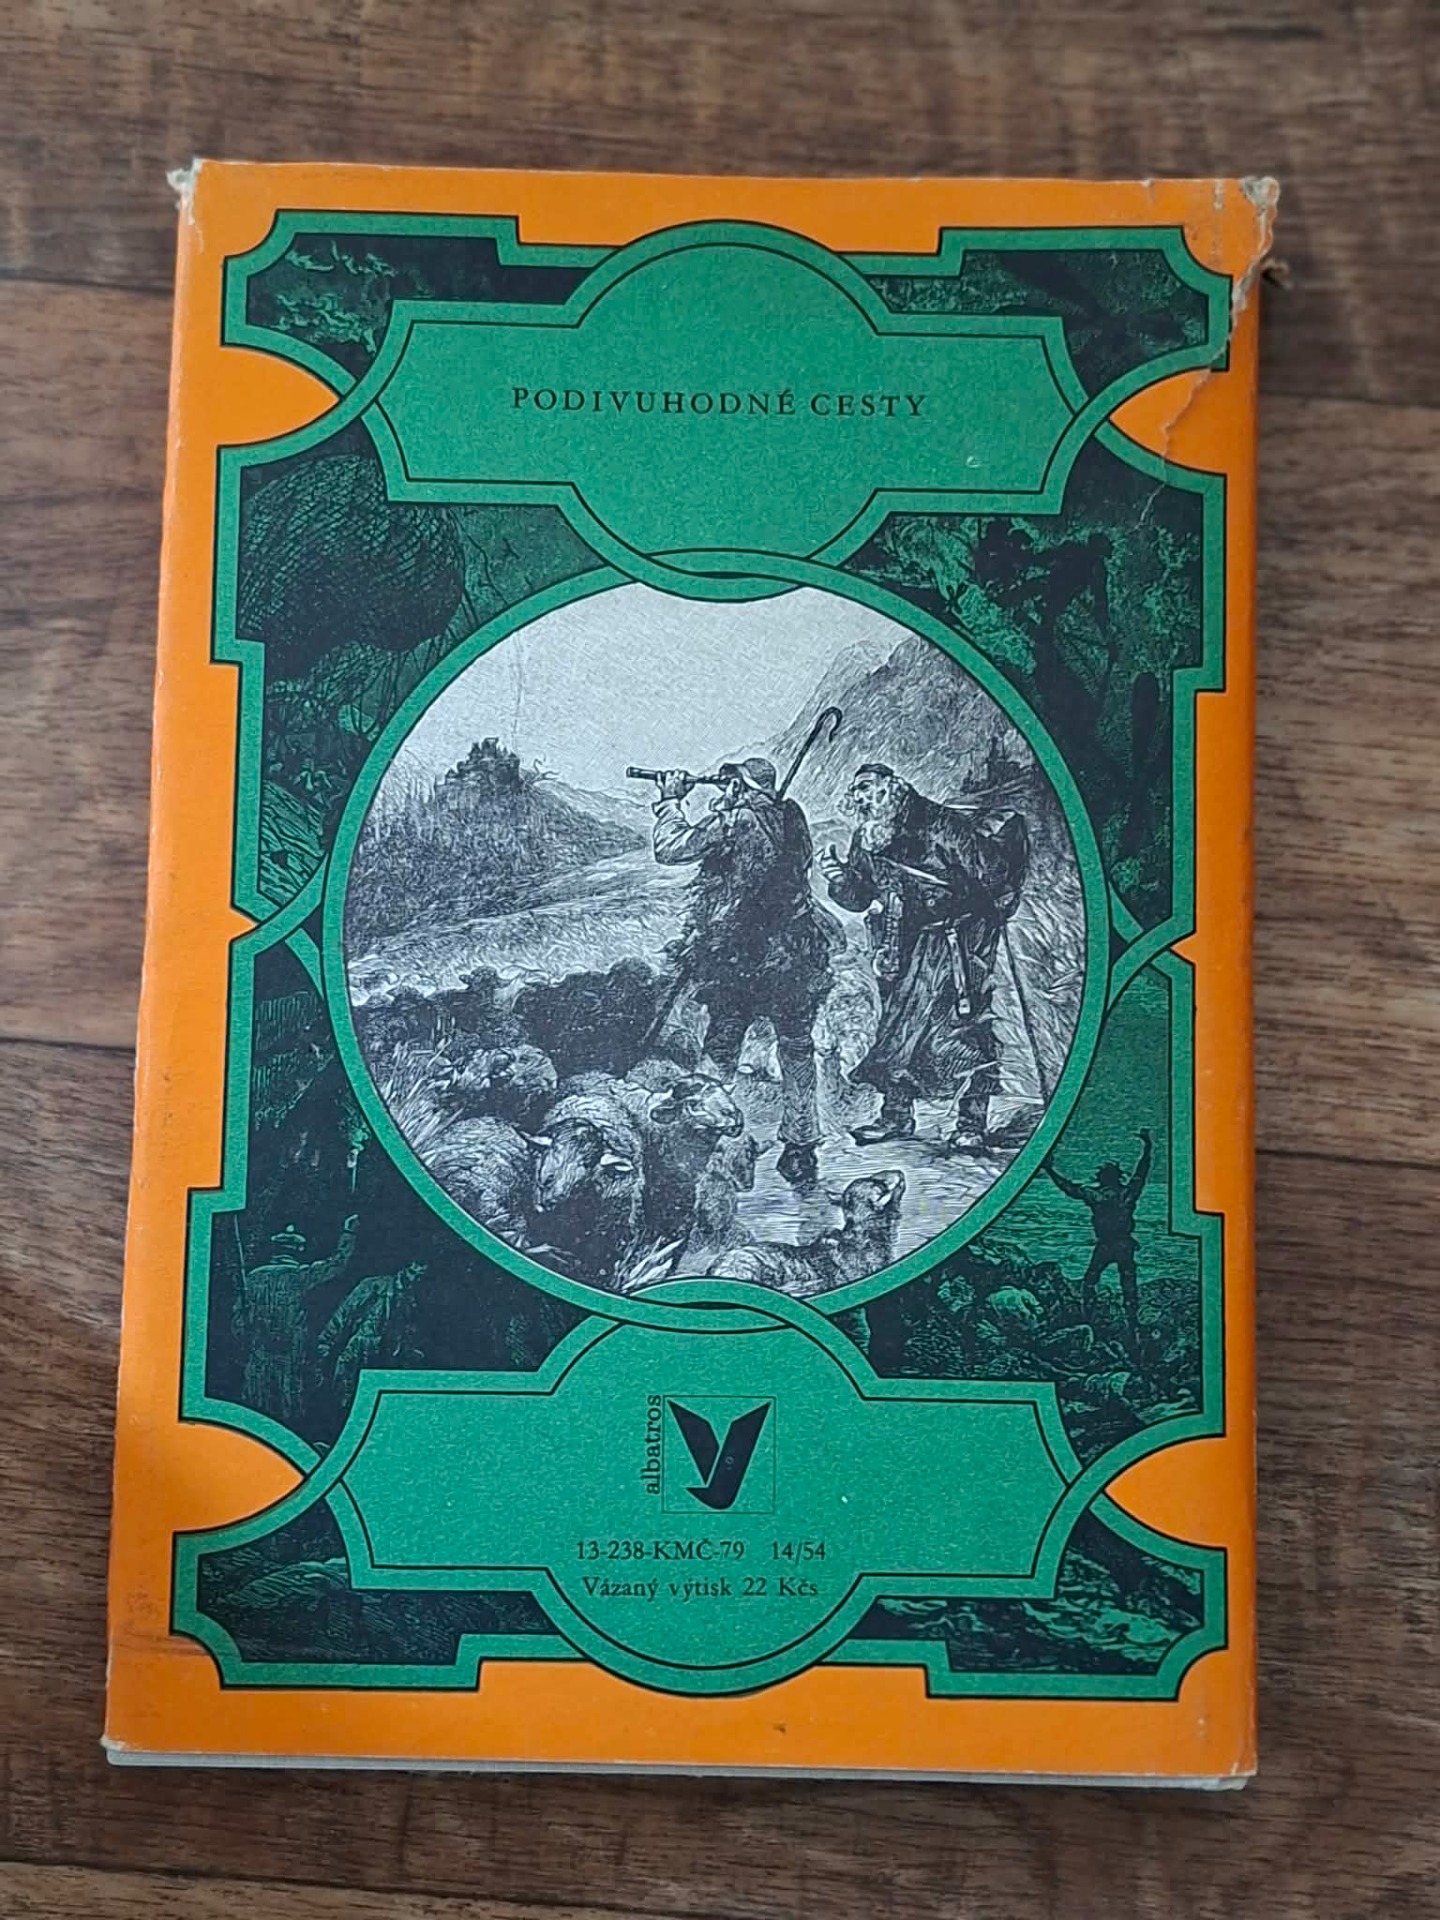 PODIVUHODNÉ CESTY
albatros
13-238-KMČ-79 14/54
Vázaný výtisk 22 Kčs